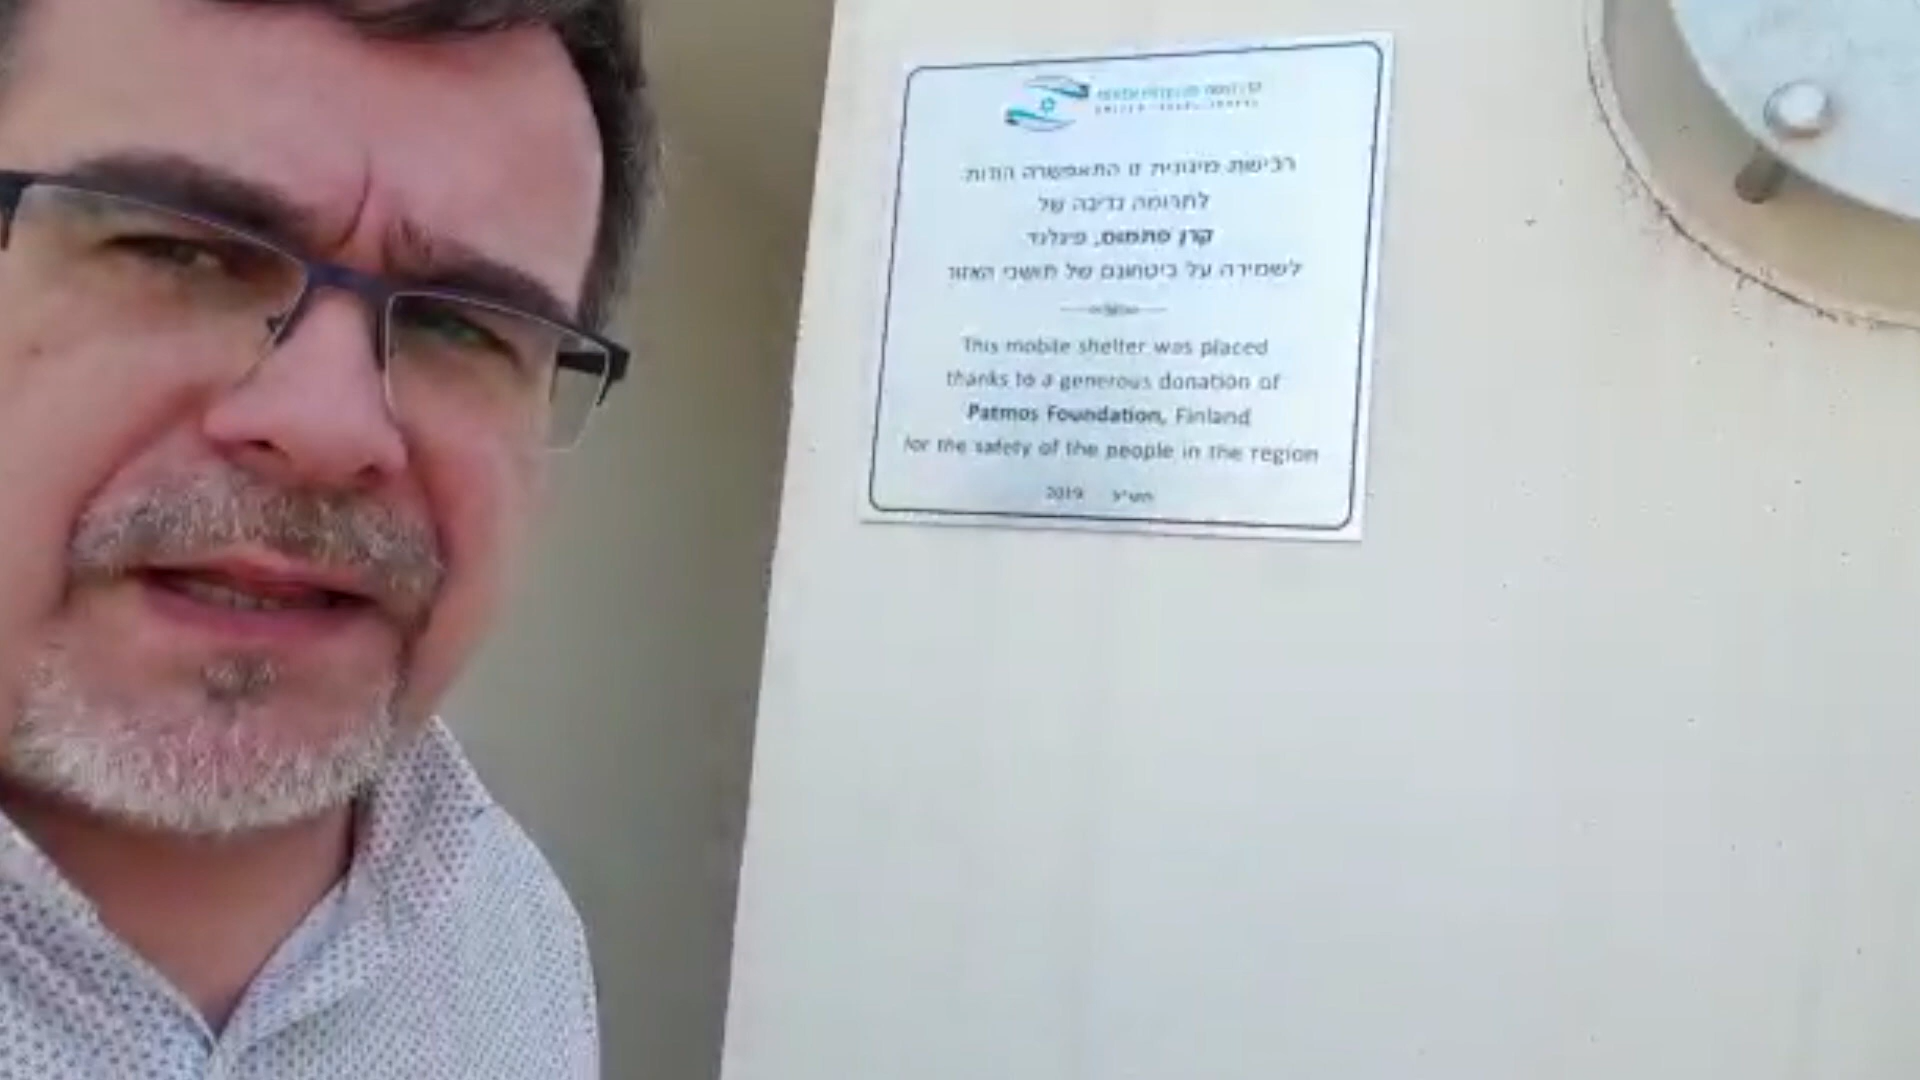 רכישת מיגונית זו התאפשרה הודות
לתרומה נדיבה של
קרן פתמוס, פינלנד
לשמירה על ביטחונם של תושבי האזור
This mobile shelter was placed
thanks to a generous donation of
Patmos Foundation, Finland
for the safety of the people in the region
2019 תש"ל